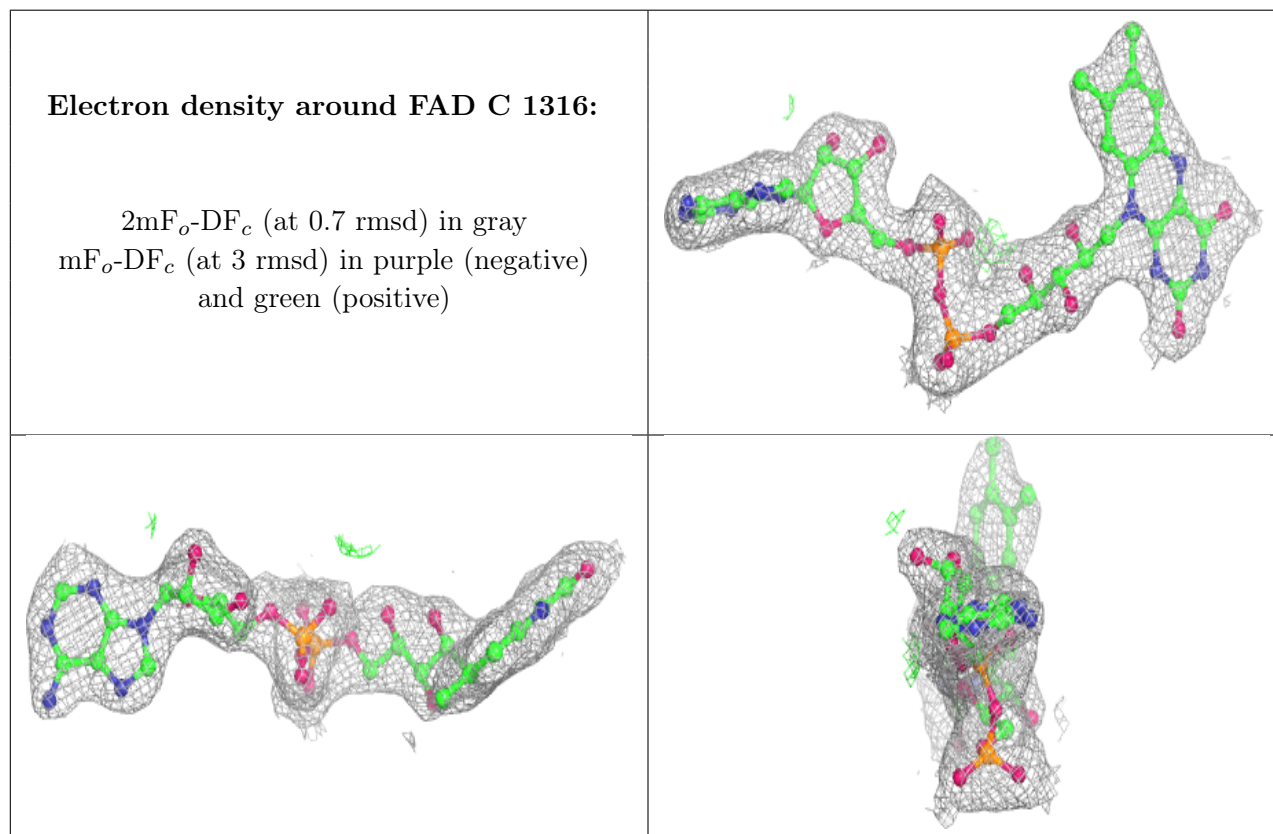 Electron density around FAD C 1316:
2mFo-DFc (at 0.7 rmsd) in gray
mFo-DFc (at 3 rmsd) in purple (negative)
and green (positive)